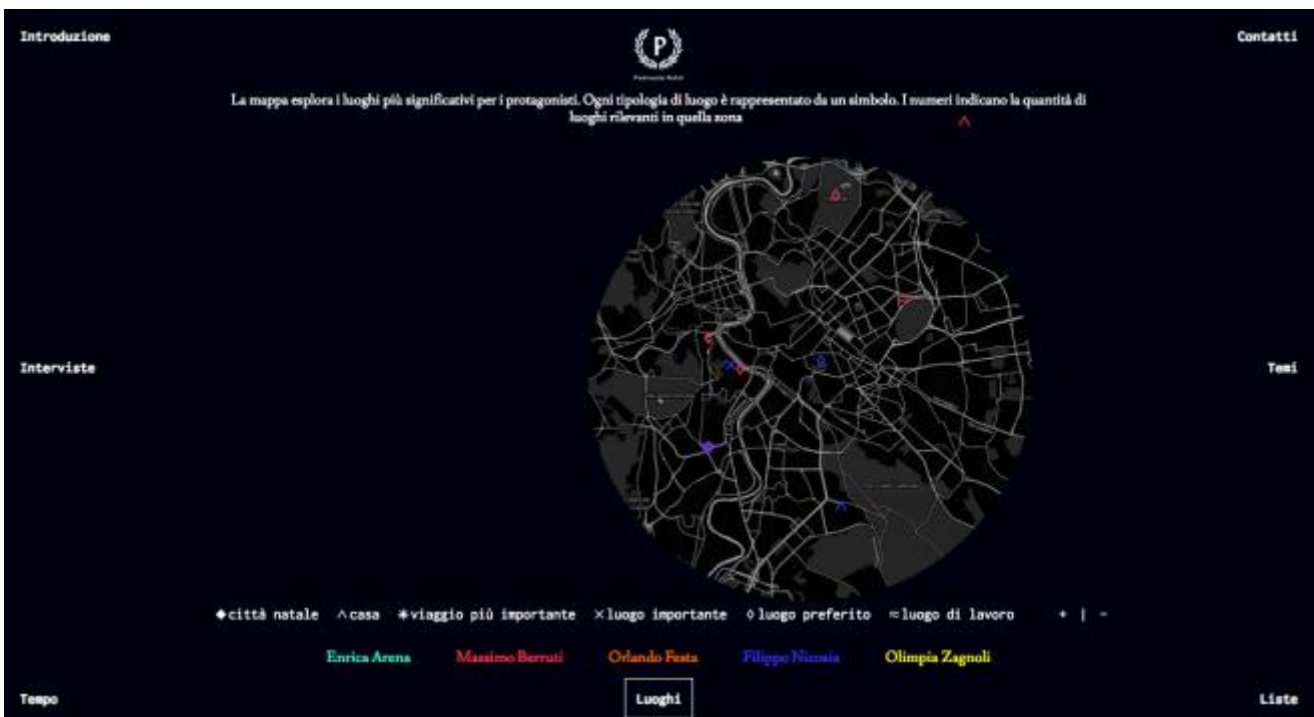 Introduzione
Contatti
P
La mappa esplora i luoghi più significativi per i protagonisti. Ogni tipologia di luogo è rappresentato da un simbolo. I numeri indicano la quantità di
luoghi rilevanti in quella zona
Interviste
Temi
città natale casa viaggio più importante luogo importante luogo preferito luogo di lavoro + | -
Enrica Arena Massimo Berruti Orlando Festa Filippo Nicosia Olimpia Zagnoli
Tempo
Luoghi
Liste